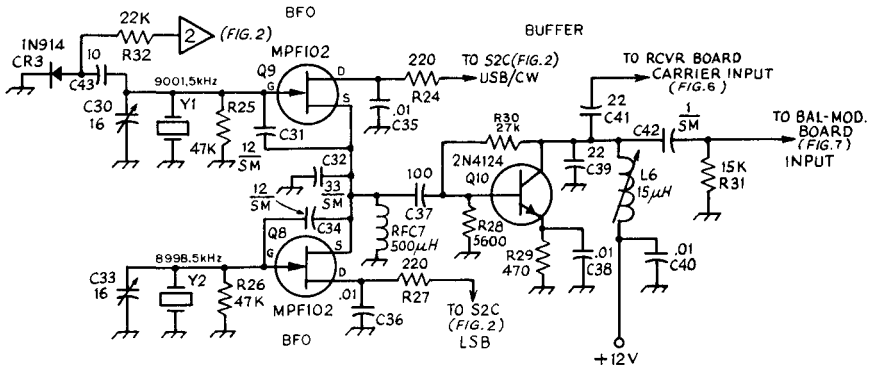 BFO
BUFFER
22K
2
(FIG.2)
R32
1N914
CR3
10
C43
MPF102
Q9
D
G
S
220
R24
TO S2C(FIG.2)
USB/CW
TO RCVR BOARD
CARRIER INPUT
(FIG.6)
9001.5kHz
Y1
R25
47K
C30
16
C31
12
SM
.01
C35
22
C41
R30
27K
2N4124
Q10
22
C39
C42
1
SM
TO BAL-MOD.
BOARD
(FIG.7)
INPUT
L6
15µH
15K
R31
C32
33
SM
100
C37
12
SM
C34
RFC7
500µH
R28
5600
R29
470
.01
C38
.01
C40
Q8
S
G
D
8998.5kHz
Y2
C33
16
R26
47K
MPF102
.01
C36
220
R27
TO S2C
(FIG.2)
LSB
BFO
+12V